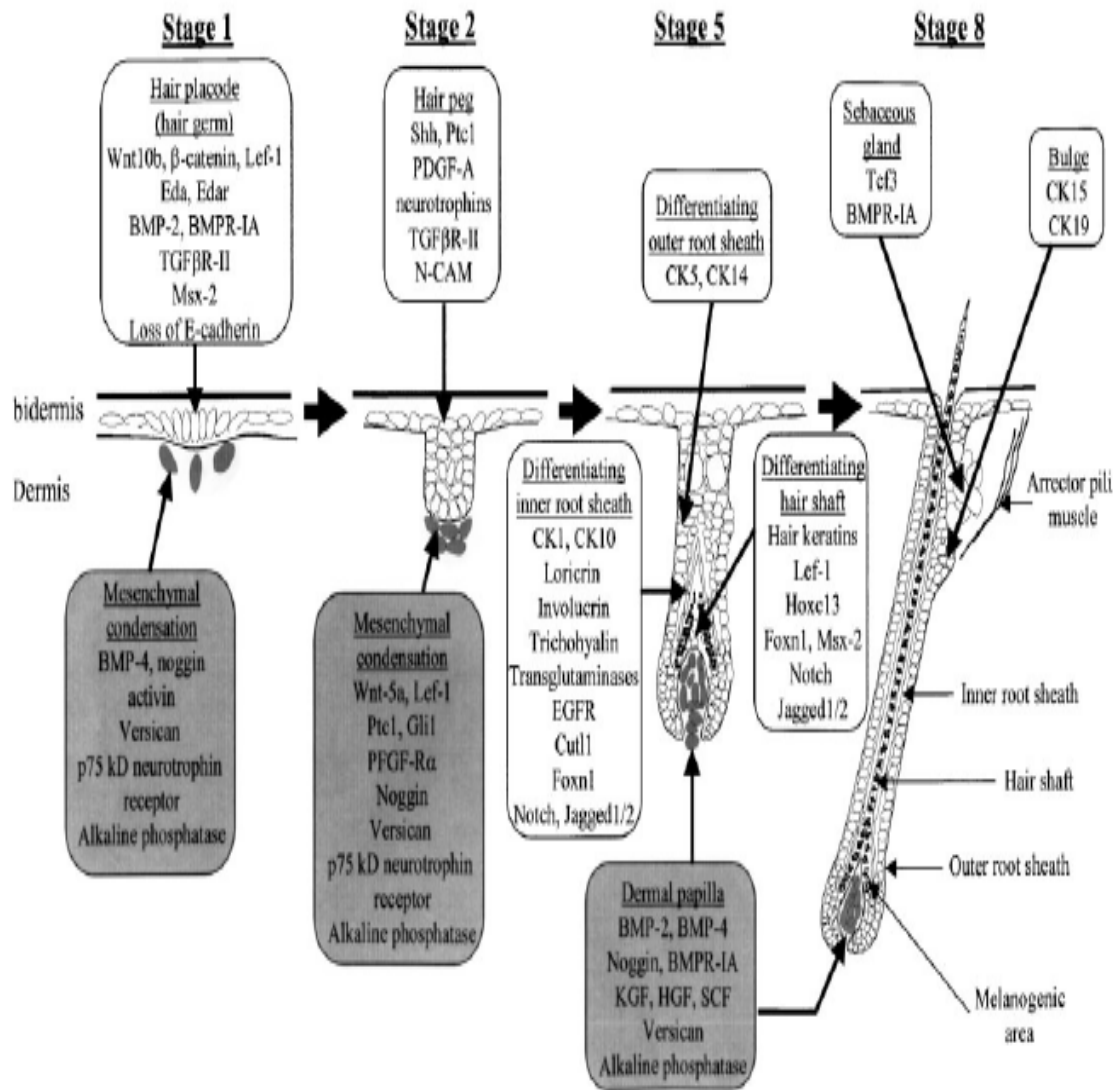 Stage 1
Stage 2
Stage 5
Stage 8
Hair placode
(hair germ)
Wnt10b, β-catenin, Lef-1
Eda, Edar
BMP-2, BMPR-IA
TGFβR-II
Msx-2
Loss of E-cadherin
Hair peg
Shh, Ptc1
PDGF-A
neurotrophins
TGFβR-II
N-CAM
Differentiating
outer root sheath
CK5, CK14
Sebaceous
gland
Tcf3
BMPR-IA
Bulge
CK15
CK19
bidermis
Dermis
Mesenchymal
condensation
BMP-4, noggin
activin
Versican
p75 kD neurotrophin
receptor
Alkaline phosphatase
Mesenchymal
condensation
Wnt-5a, Lef-1
Ptc1, Gli1
PFGF-Rα
Noggin
Versican
p75 kD neurotrophin
receptor
Alkaline phosphatase
Differentiating
inner root sheath
CK1, CK10
Loricrin
Involucrin
Trichohyalin
Transglutaminases
EGFR
Cutl1
Foxn1
Notch, Jagged1/2
Differentiating
hair shaft
Hair keratins
Lef-1
Hoxc13
Foxn1, Msx-2
Notch
Jagged1/2
Dermal papilla
BMP-2, BMP-4
Noggin, BMPR-IA
KGF, HGF, SCF
Versican
Alkaline phosphatase
Arrector pili
muscle
Inner root sheath
Hair shaft
Outer root sheath
Melanogenic
area